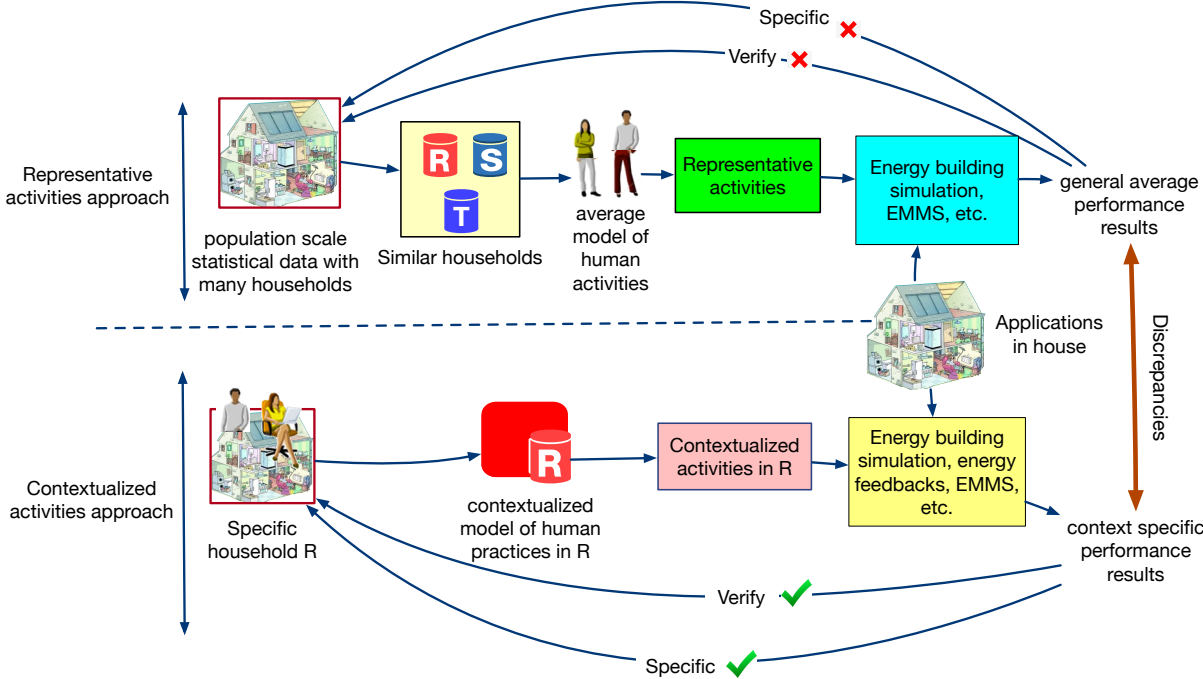 Specific
Verify
Representative
activities approach
R
S
T
population scale
statistical data with
many households
Similar households
average
model of
human
activities
Representative
activities
Energy building
simulation,
EMMS, etc.
general average
performance
results
Applications
in house
Discrepancies
Contextualized
activities approach
Specific
household R
R
contextualized
model of human
practices in R
Contextualized
activities in R
Energy building
simulation, energy
feedbacks, EMMS,
etc.
context specific
performance
results
Verify
Specific